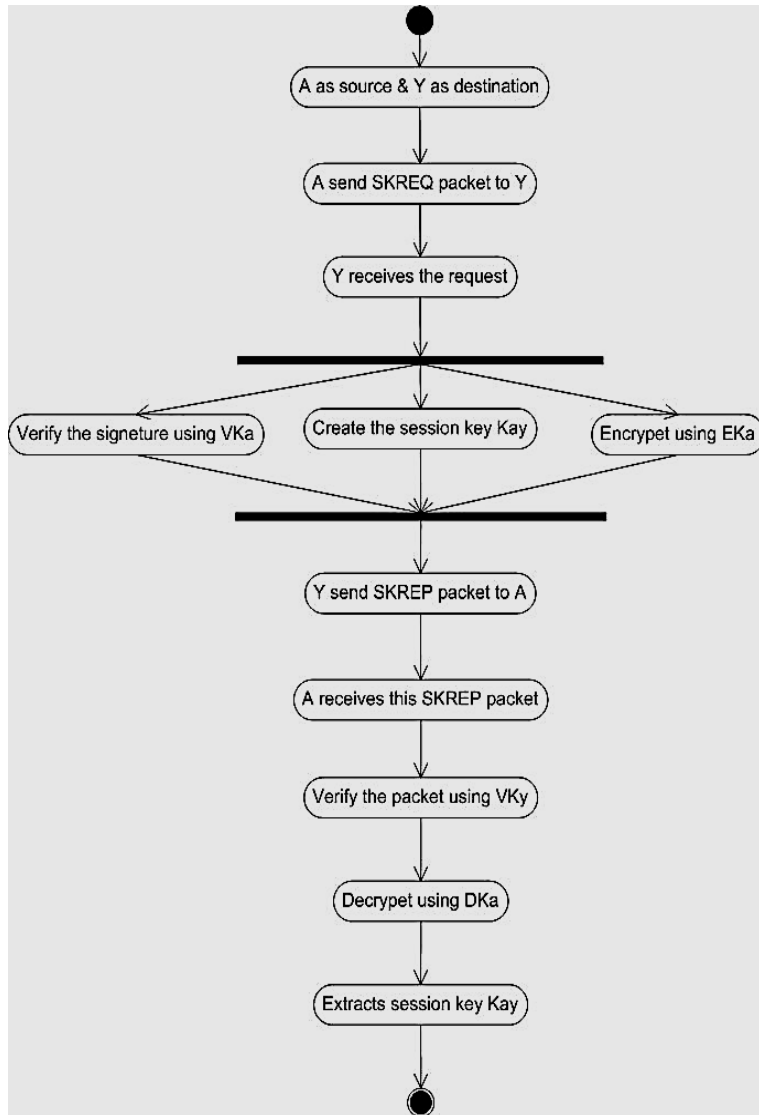 A as source & Y as destination
A send SKREQ packet to Y
Y receives the request
Verify the signeture using VKa
Create the session key Kay
Encrypet using EKa
Y send SKREP packet to A
A receives this SKREP packet
Verify the packet using VKy
Decrypet using DKa
Extracts session key Kay